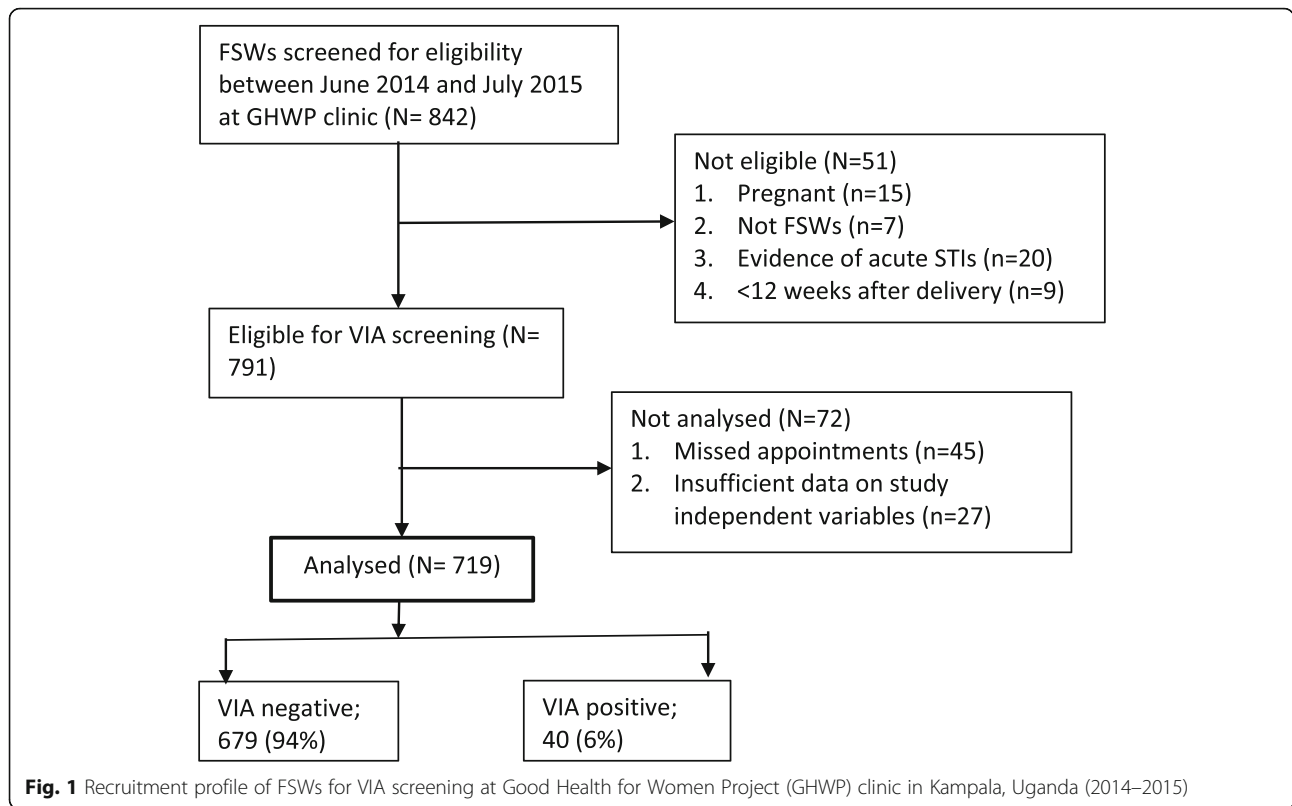 FSWs screened for eligibility
between June 2014 and July 2015
at GHWP clinic (N= 842)
Not eligible (N=51)
1. Pregnant (n=15)
2. Not FSWs (n=7)
3. Evidence of acute STIs (n=20)
4. <12 weeks after delivery (n=9)
Eligible for VIA screening (N=
791)
Not analysed (N=72)
1. Missed appointments (n=45)
2. Insufficient data on study
independent variables (n=27)
Analysed (N= 719)
VIA negative;
679 (94%)
VIA positive;
40 (6%)
Fig. 1 Recruitment profile of FSWs for VIA screening at Good Health for Women Project (GHWP) clinic in Kampala, Uganda (2014–2015)